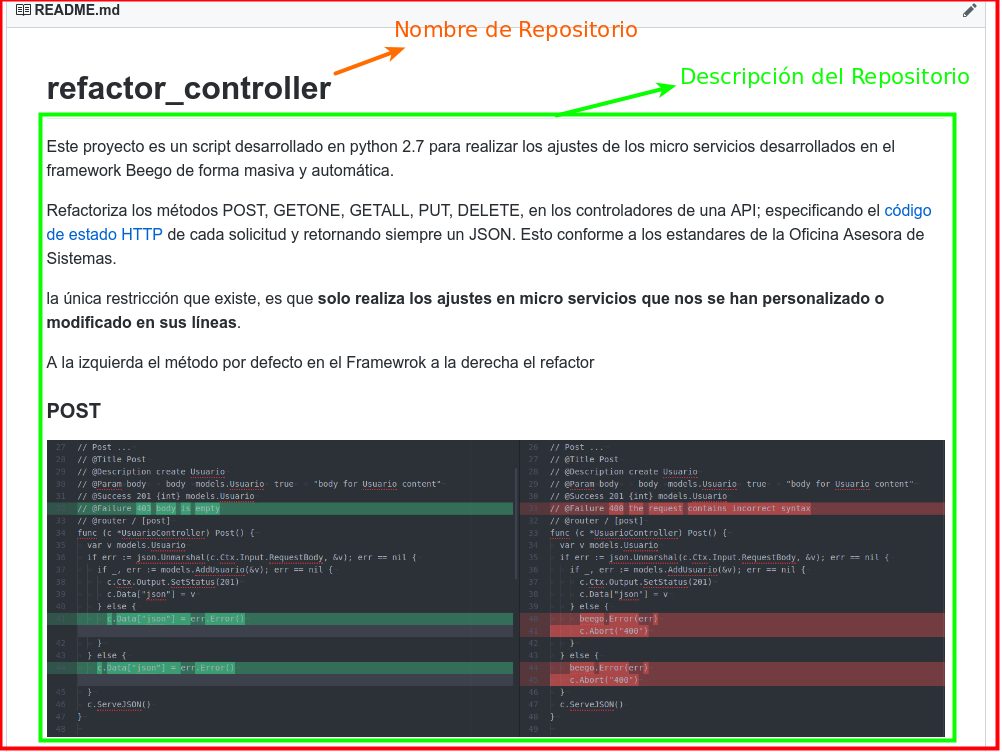 README.md
Nombre de Repositorio
Descripción del Repositorio
refactor_controller
Este proyecto es un script desarrollado en python 2.7 para realizar los ajustes de los micro servicios desarrollados en el
framework Beego de forma masiva y automática.
Refactoriza los métodos POST, GETONE, GETALL, PUT, DELETE, en los controladores de una API; especificando el código
de estado HTTP de cada solicitud y retornando siempre un JSON. Esto conforme a los estandares de la Oficina Asesora de
Sistemas.
la única restricción que existe, es que solo realiza los ajustes en micro servicios que nos se han personalizado o
modificado en sus líneas.
A la izquierda el método por defecto en el Framewrok a la derecha el refactor
POST
27 // Post ...
28 // @Title Post
29 // @Description create Usuario
30 // @Param body body models.Usuario true "body for Usuario content"
31 // @Success 201 {int} models.Usuario
32 // @Failure 403 body is empty
33 // @router / [post]
34 func (c *UsuarioController) Post() {
35 var v models.Usuario
36 if err := json.Unmarshal(c.Ctx.Input.RequestBody, &v); err == nil {
37 if _, err := models.AddUsuario(&v); err == nil {
38 c.Ctx.Output.SetStatus(201)
39 c.Data["json"] = v
40 } else {
41 c.Data["json"] = err.Error()
42 }
43 } else {
44 c.Data["json"] = err.Error()
45 }
46 c.ServeJSON()
47 }
48
26 // Post ...
27 // @Title Post
28 // @Description create Usuario
29 // @Param body body models.Usuario true "body for Usuario content"
30 // @Success 201 {int} models.Usuario
31 // @Failure 400 the request contains incorrect syntax
32 // @router / [post]
33 func (c *UsuarioController) Post() {
34 var v models.Usuario
35 if err := json.Unmarshal(c.Ctx.Input.RequestBody, &v); err == nil {
36 if _, err := models.AddUsuario(&v); err == nil {
37 c.Ctx.Output.SetStatus(201)
38 c.Data["json"] = v
39 } else {
40 beego.Error(err)
41 c.Abort("400")
42 }
43 } else {
44 beego.Error(err)
45 c.Abort("400")
46 }
47 c.ServeJSON()
48 }
49